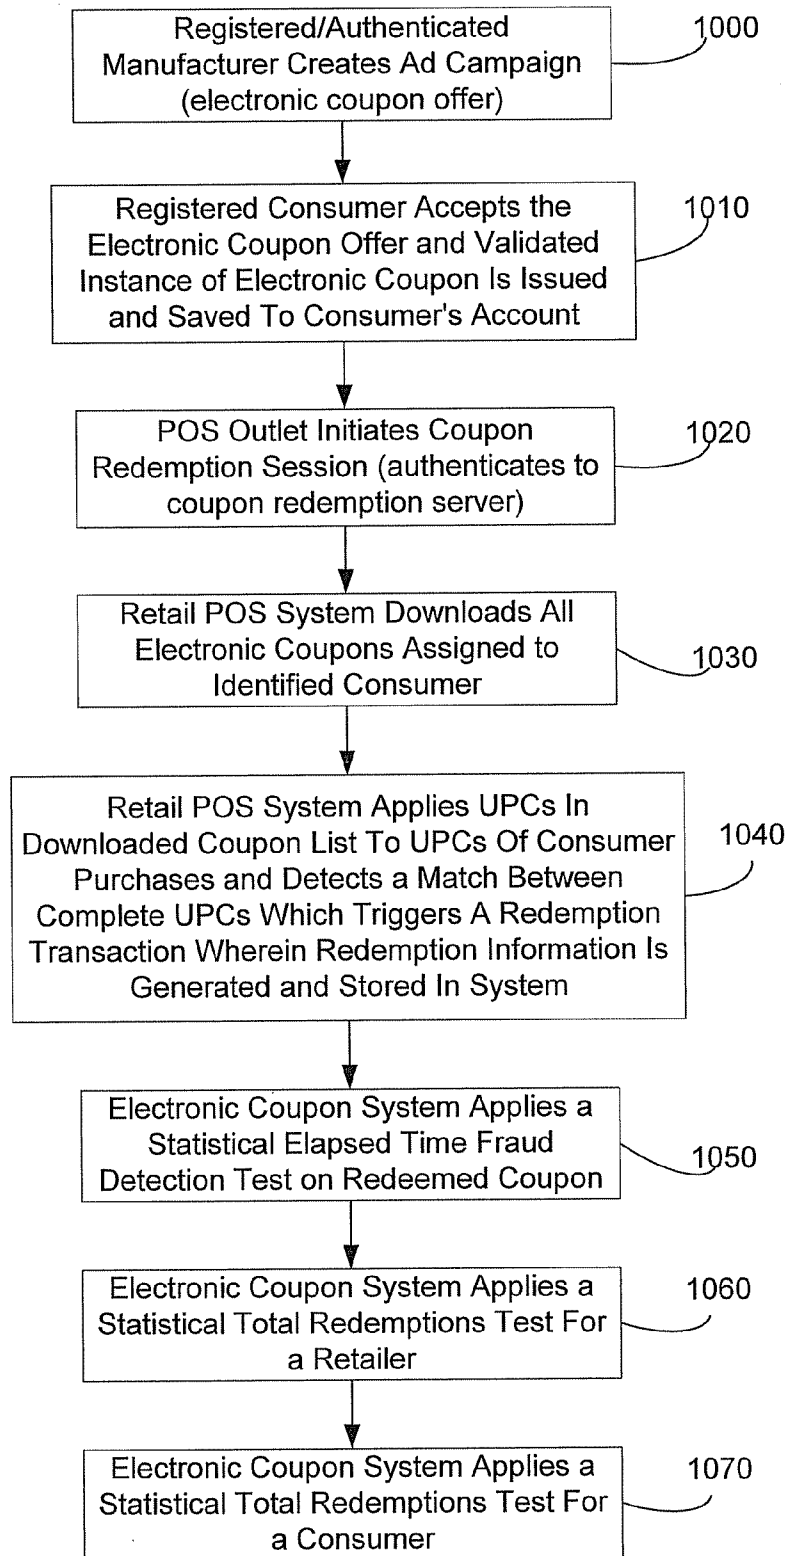 Registered/Authenticated
Manufacturer Creates Ad Campaign
(electronic coupon offer)
1000
Registered Consumer Accepts the
Electronic Coupon Offer and Validated
Instance of Electronic Coupon Is Issued
and Saved To Consumer's Account
1010
POS Outlet Initiates Coupon
Redemption Session (authenticates to
coupon redemption server)
1020
Retail POS System Downloads All
Electronic Coupons Assigned to
Identified Consumer
1030
Retail POS System Applies UPCs In
Downloaded Coupon List To UPCs Of Consumer
Purchases and Detects a Match Between
Complete UPCs Which Triggers A Redemption
Transaction Wherein Redemption Information Is
Generated and Stored In System
1040
Electronic Coupon System Applies a
Statistical Elapsed Time Fraud
Detection Test on Redeemed Coupon
1050
Electronic Coupon System Applies a
Statistical Total Redemptions Test For
a Retailer
1060
Electronic Coupon System Applies a
Statistical Total Redemptions Test For
a Consumer
1070